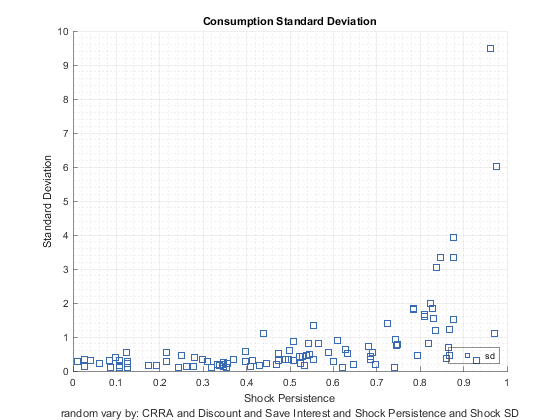 Consumption Standard Deviation
10
9
8
7
6
5
4
3
2
1
0
Standard Deviation
sd
0 0.1 0.2 0.3 0.4 0.5 0.6 0.7 0.8 0.9 1
Shock Persistence
random vary by: CRRA and Discount and Save Interest and Shock Persistence and Shock SD